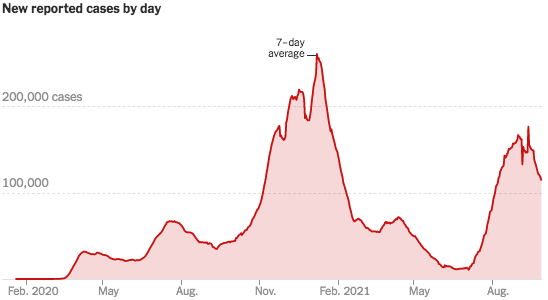 New reported cases by day
7–day
average
200,000 cases
100,000
Feb. 2020
May
Aug.
Nov.
Feb. 2021
May
Aug.